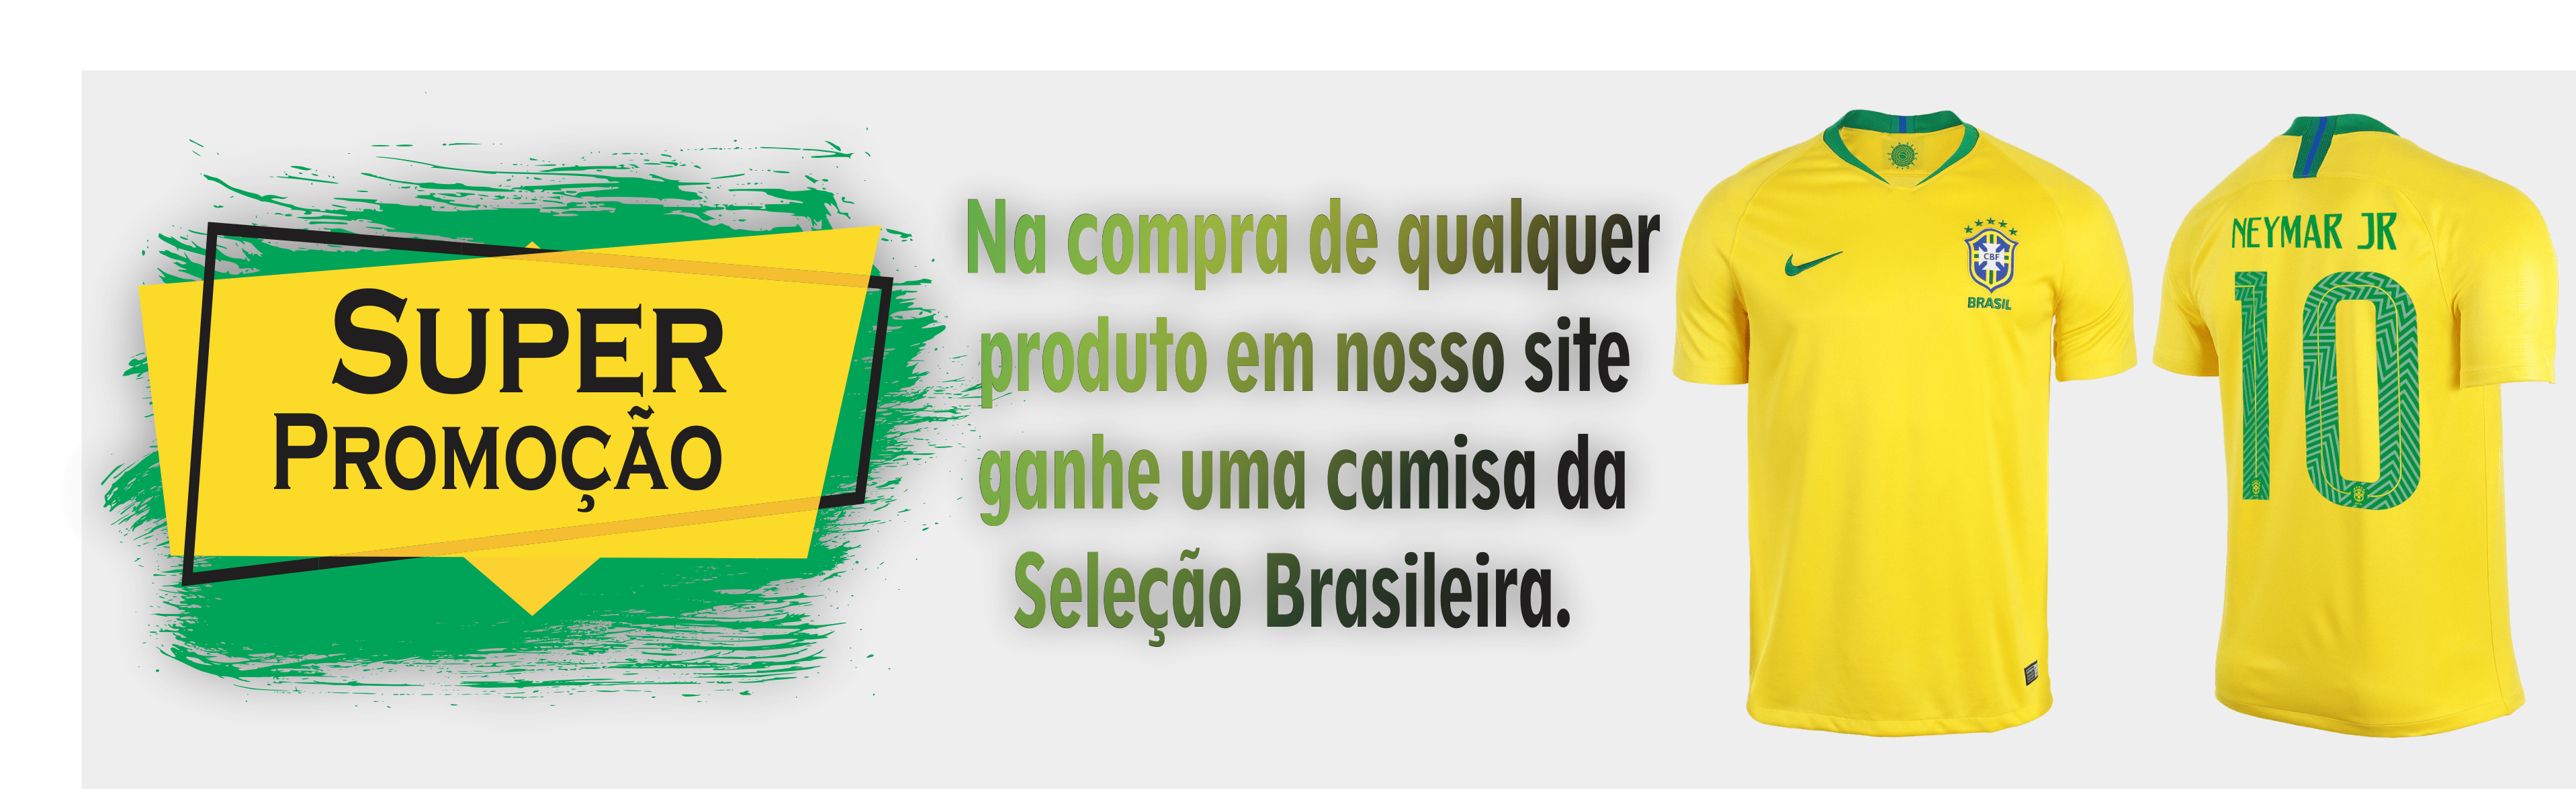 SUPER
PROMOÇÃO
Na compra de qualquer
produto em nosso site
ganhe uma camisa da
Seleção Brasileira.
CBF
BRASIL
NEYMAR JR
10